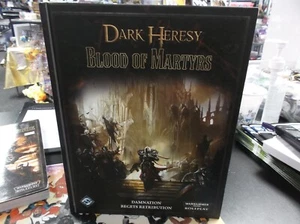 DARK HERESY
BLOOD OF MARTYRS
DAMNATION
BEGETS RETRIBUTION